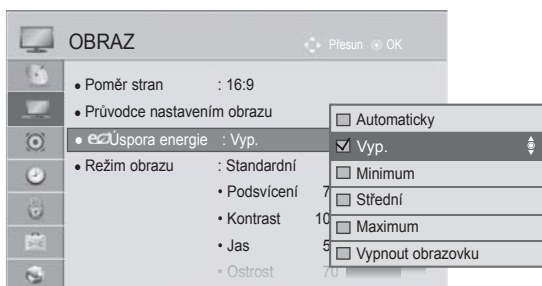 OBRAZ
Přesun OK
• Poměr stran : 16:9
• Průvodce nastavením obrazu
• eco Úspora energie : Vyp.
• Režim obrazu : Standardní
• Podsvícení 7
• Kontrast 10
• Jas 5
• Ostrost 70
Automaticky
Vyp.
Minimum
Střední
Maximum
Vypnout obrazovku